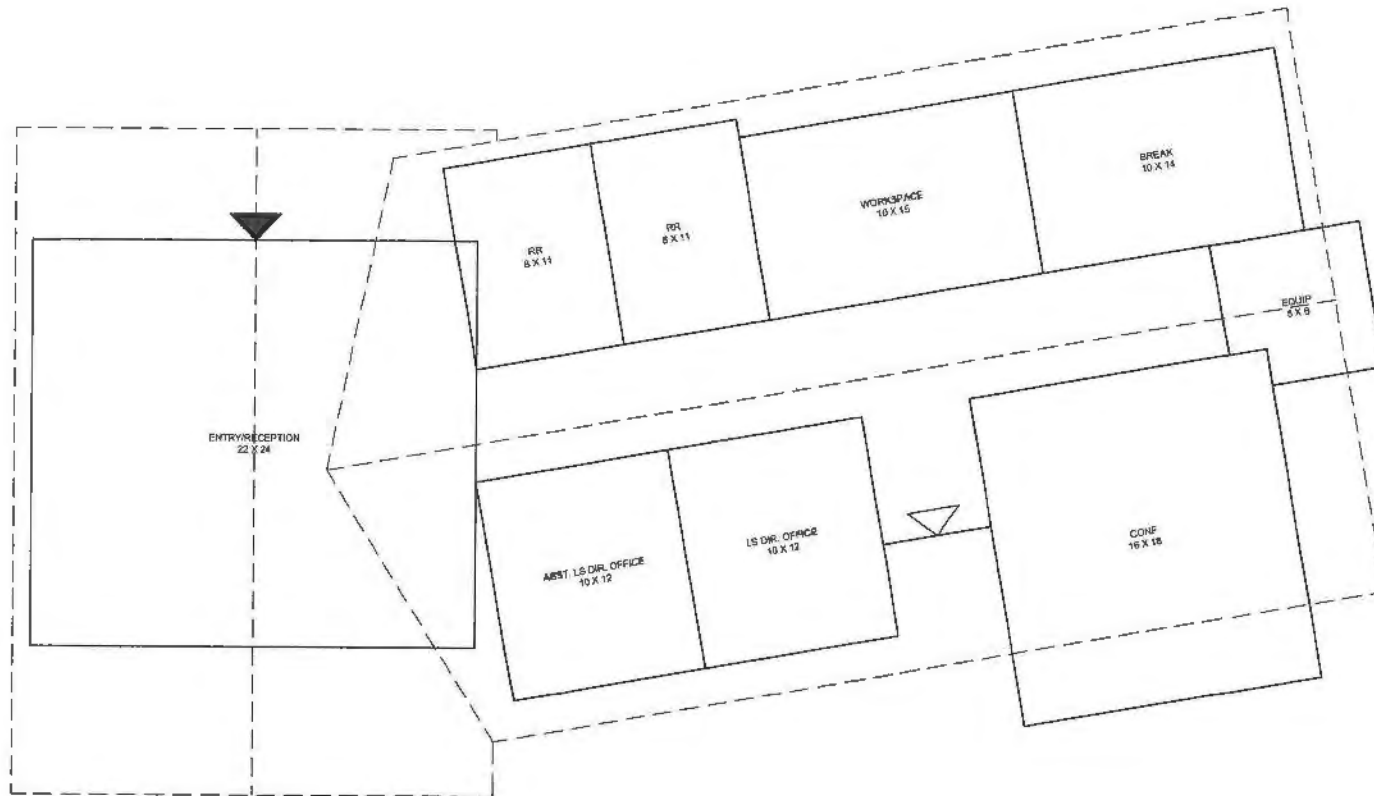 BREAK
10 X 14
WORKSPACE
10 X 15
RR
8 X 11
RR
8 X 11
EQUIP
8 X 8
ENTRY/RECEPTION
22 X 24
LS DIR. OFFICE
10 X 12
ASST. LS DIR. OFFICE
10 X 12
CONF
16 X 18